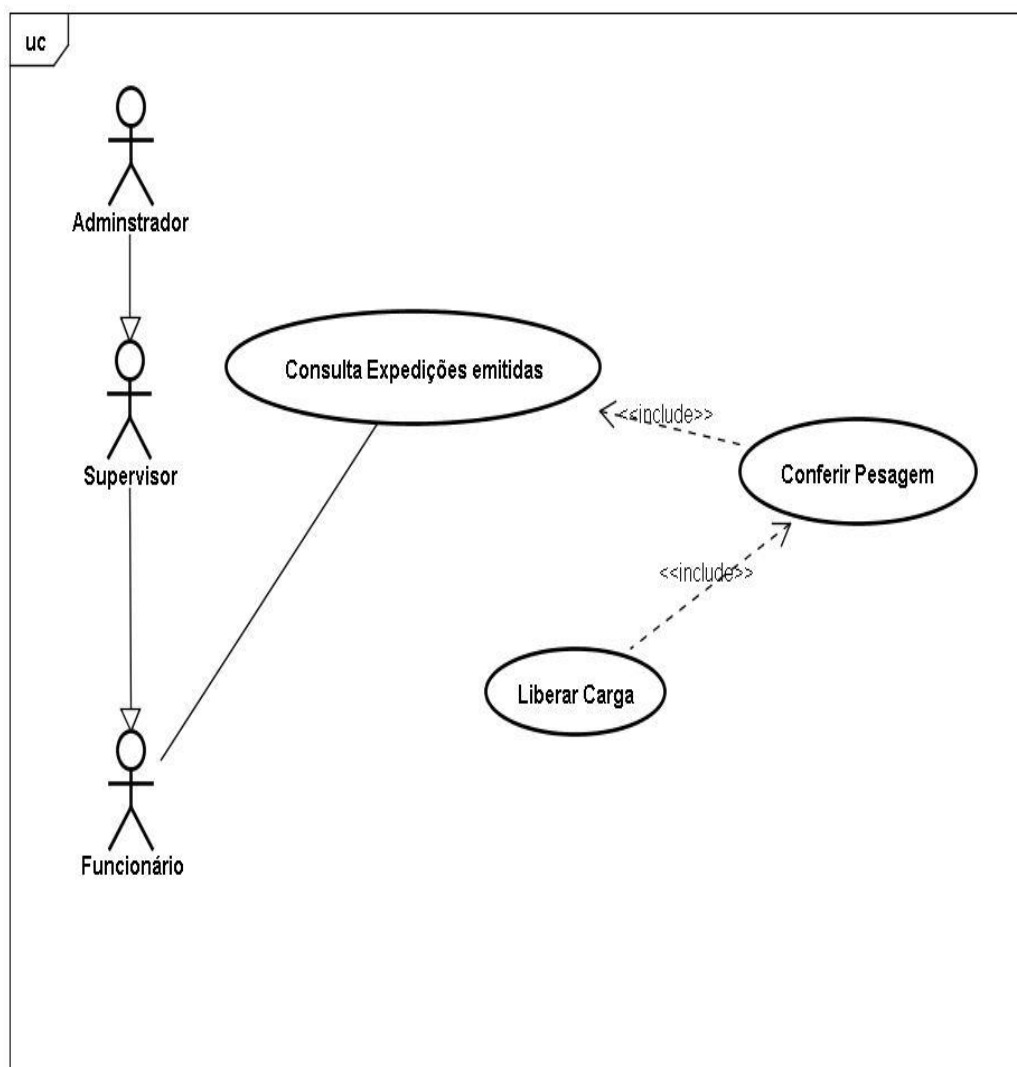 uc
Adminstrador
Consulta Expedições emitidas
<<include>>
Conferir Pesagem
Supervisor
<<include>>
Liberar Carga
Funcionário